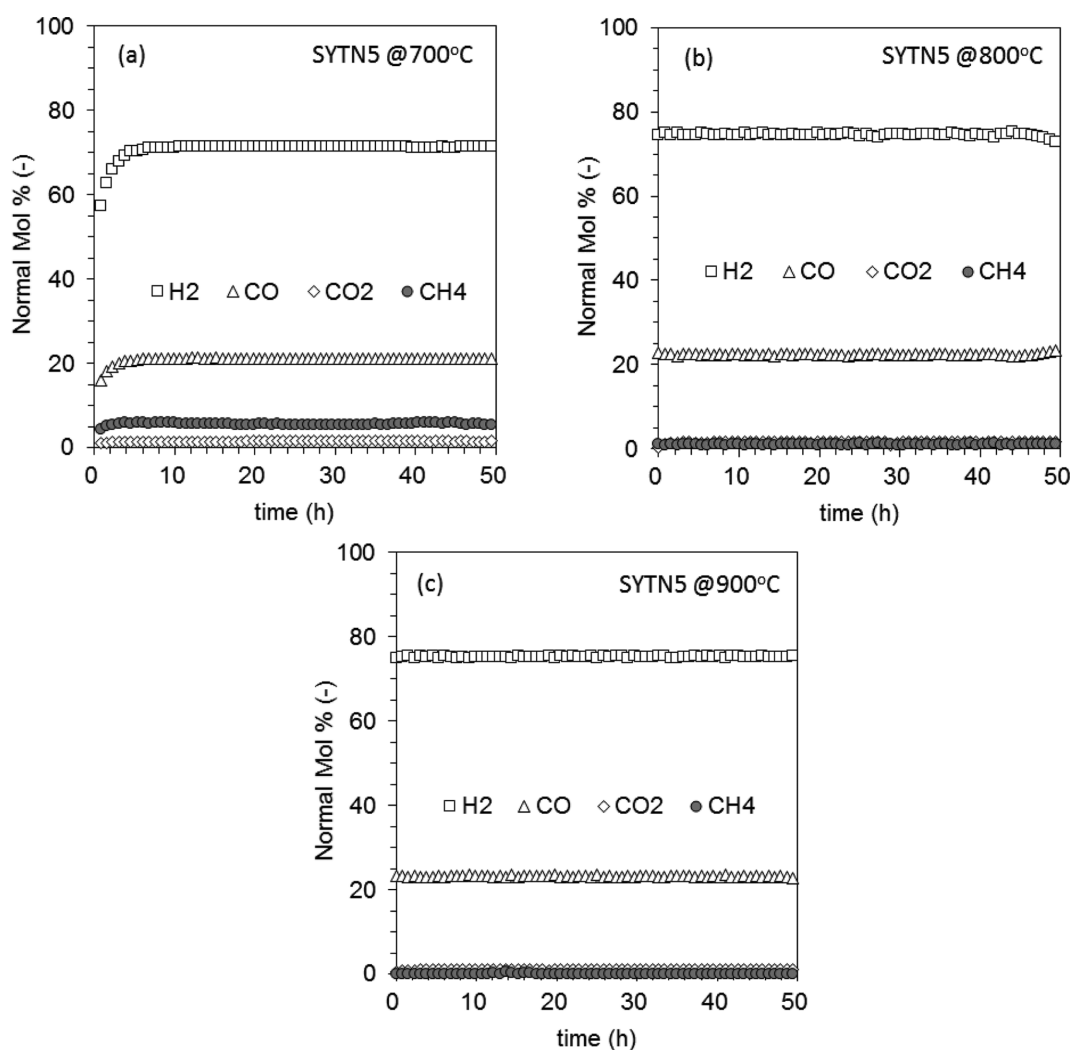 (a) SYTN5 @700°C
Normal Mol % (-)
100
80
60
40
20
0
H2 CO CO2 CH4
0 10 20 30 40 50
time (h)
(b) SYTN5 @800°C
Normal Mol % (-)
100
80
60
40
20
0
H2 CO CO2 CH4
0 10 20 30 40 50
time (h)
(c) SYTN5 @900°C
Normal Mol % (-)
100
80
60
40
20
0
H2 CO CO2 CH4
0 10 20 30 40 50
time (h)